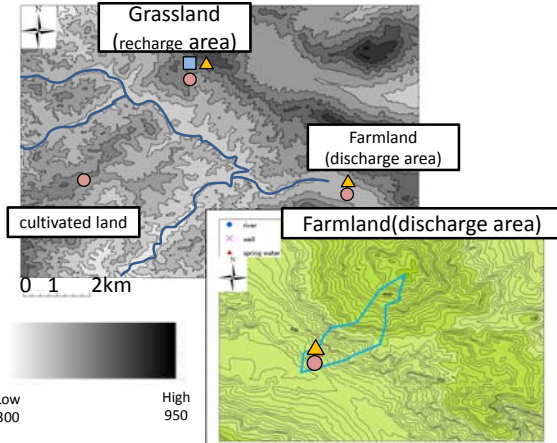 Grassland
(recharge area)
Farmland
(discharge area)
cultivated land
Farmland(discharge area)
river
well
spring water
N
0 1 2km
Low
High
300
950